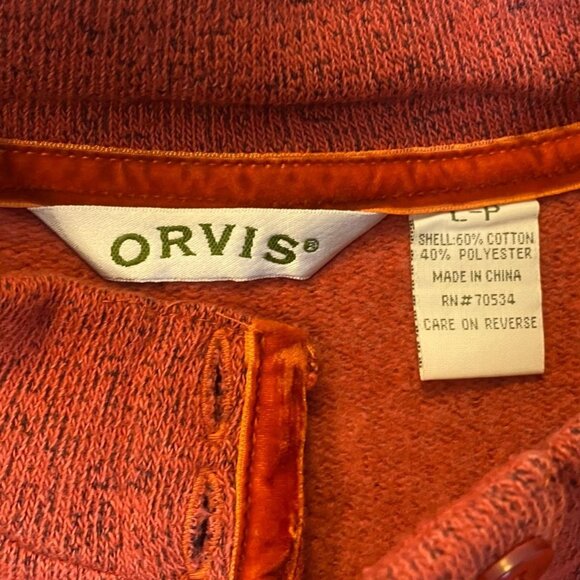 ORVIS®
L-P
SHELL:60% COTTON
40% POLYESTER
MADE IN CHINA
RN#70534
CARE ON REVERSE